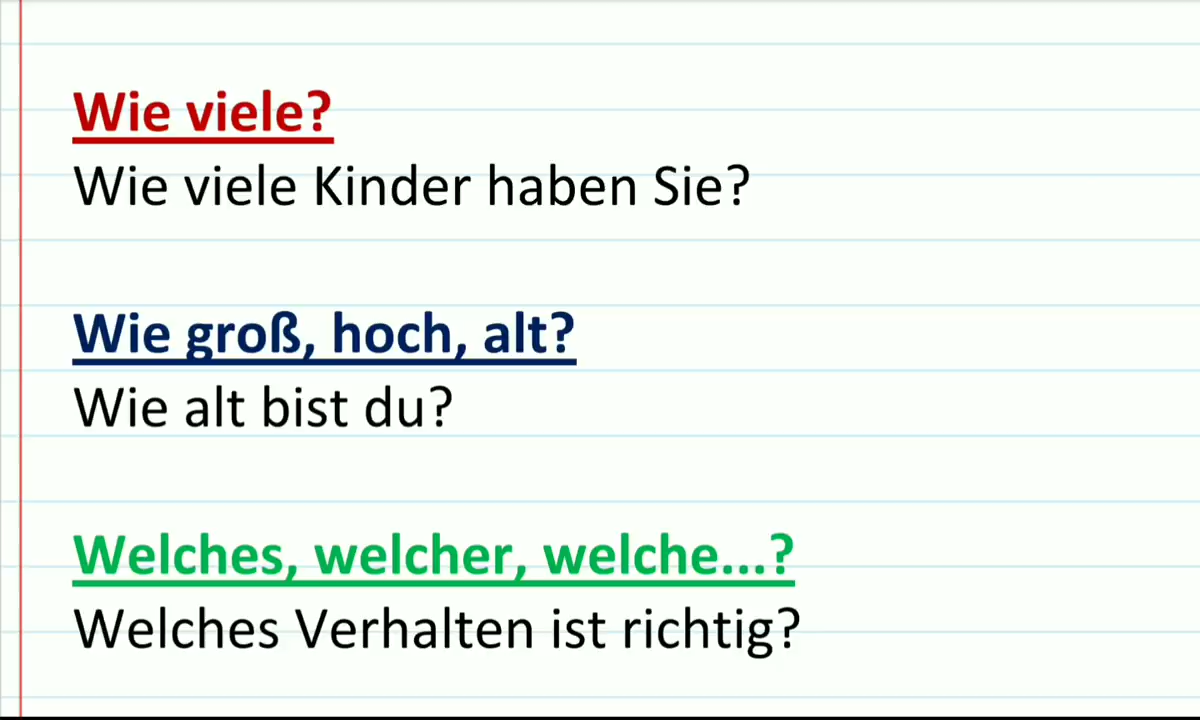 Wie viele?
Wie viele Kinder haben Sie?
Wie groß, hoch, alt?
Wie alt bist du?
Welches, welcher, welche...?
Welches Verhalten ist richtig?